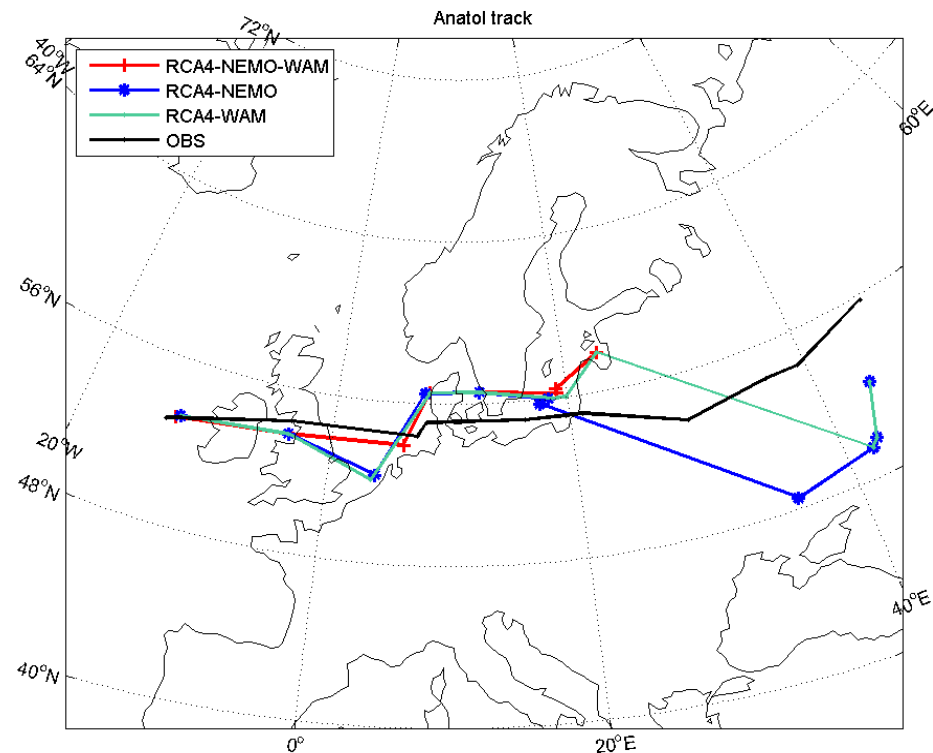 Anatol track
72°N
40°W
64°N
60°E
RCA4-NEMO-WAM
RCA4-NEMO
RCA4-WAM
OBS
56°N
20°W
48°N
40°E
40°N
0°
20°E